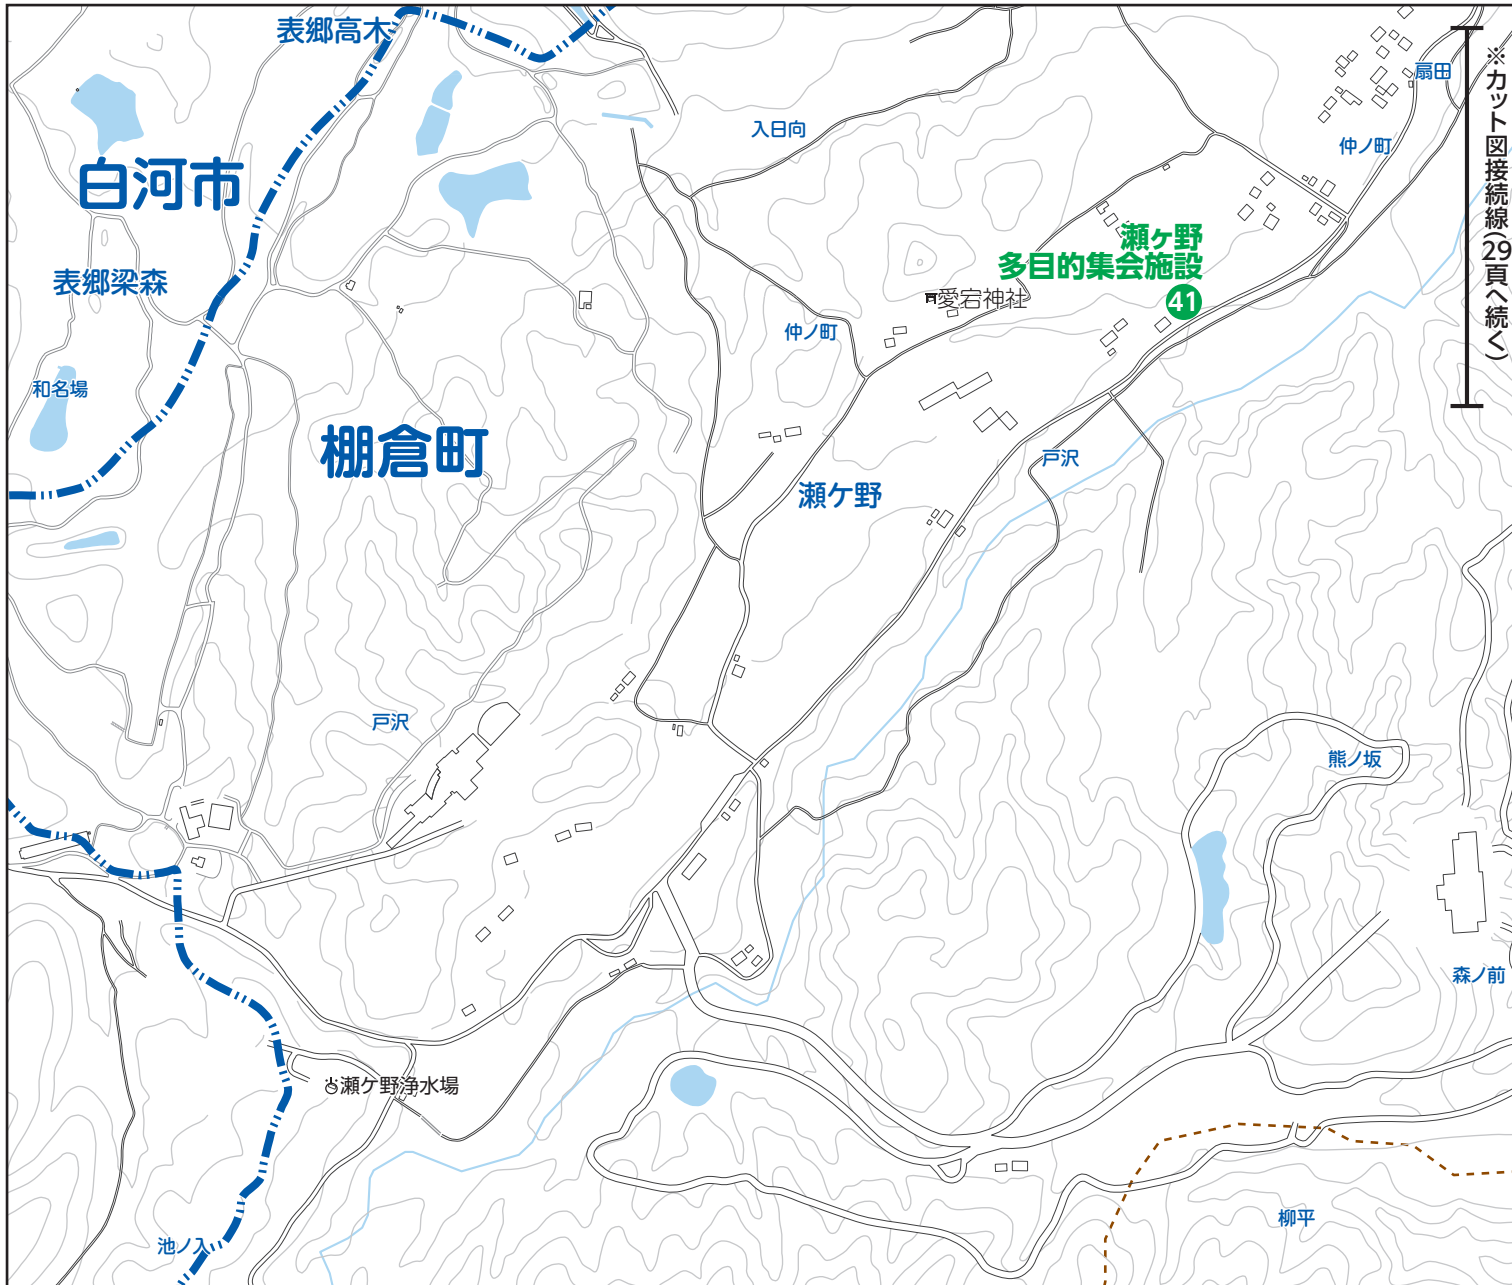 表郷高木
扇田
※カット図接続線(29頁へ続く)
入日向
仲ノ町
白河市
瀬ヶ野
多目的集会施設
41
表郷梁森
愛宕神社
仲ノ町
和名場
棚倉町
戸沢
瀬ケ野
戸沢
熊ノ坂
森ノ前
瀬ケ野浄水場
柳平
池ノ入